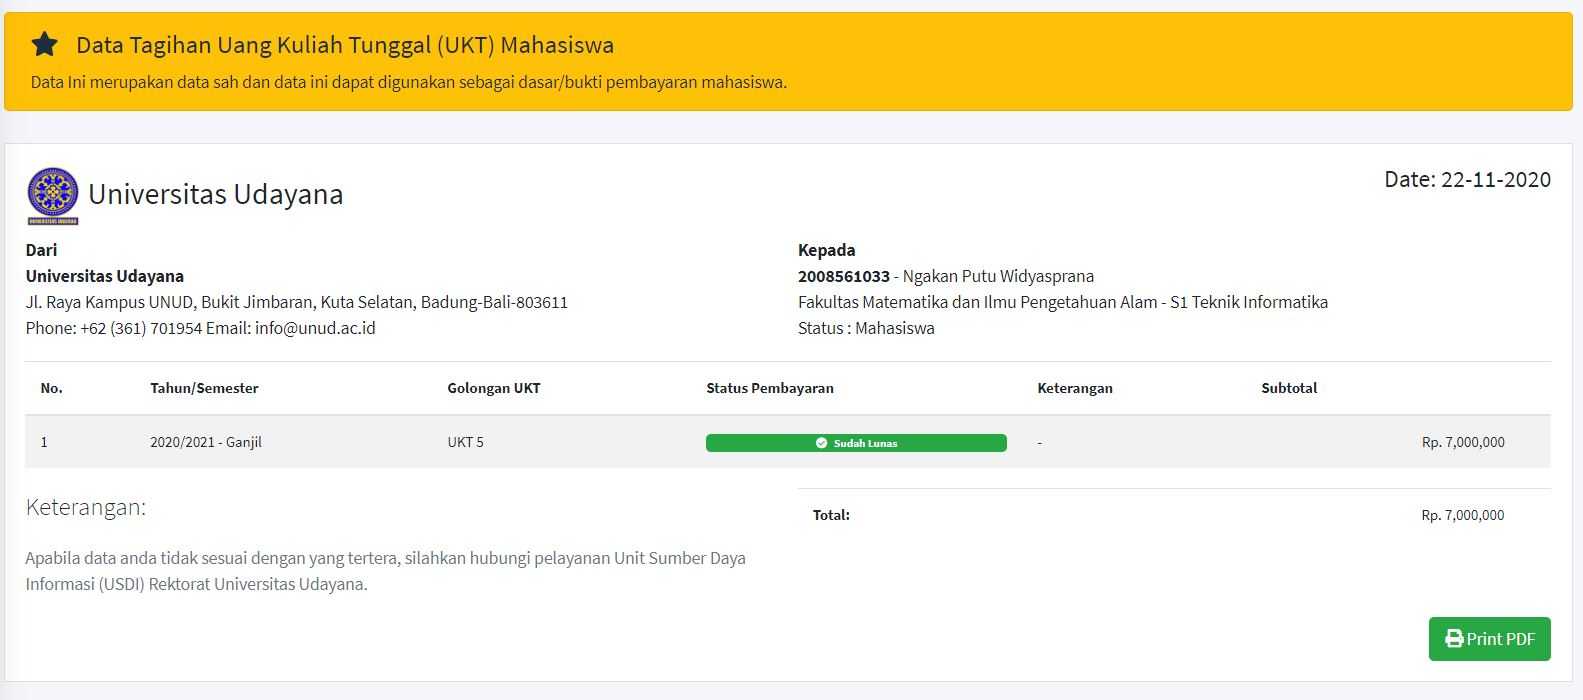 Data Tagihan Uang Kuliah Tunggal (UKT) Mahasiswa
Data Ini merupakan data sah dan data ini dapat digunakan sebagai dasar/bukti pembayaran mahasiswa.
UNIVERSITAS UDAYANA
Universitas Udayana
Date: 22-11-2020
Dari
Universitas Udayana
Jl. Raya Kampus UNUD, Bukit Jimbaran, Kuta Selatan, Badung-Bali-803611
Phone: +62 (361) 701954 Email: info@unud.ac.id
Kepada
2008561033 - Ngakan Putu Widyasprana
Fakultas Matematika dan Ilmu Pengetahuan Alam - S1 Teknik Informatika
Status : Mahasiswa
No. Tahun/Semester Golongan UKT Status Pembayaran Keterangan Subtotal
1 2020/2021 - Ganjil UKT 5 Sudah Lunas - Rp. 7,000,000
Keterangan:
Apabila data anda tidak sesuai dengan yang tertera, silahkan hubungi pelayanan Unit Sumber Daya
Informasi (USDI) Rektorat Universitas Udayana.
Total: Rp. 7,000,000
Print PDF